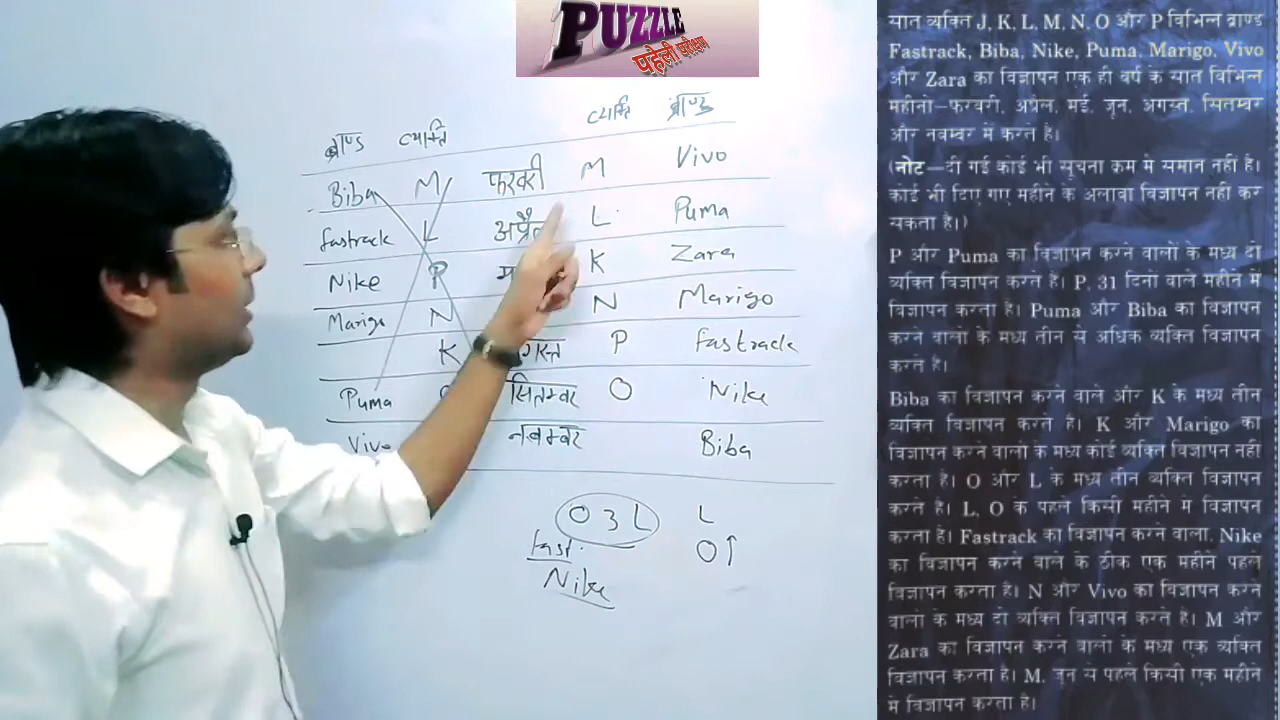 PUZZLE
पहेली परीक्षण
ब्राण्ड व्यक्ति व्यक्ति ब्राण्ड
Biba M फरवरी M Vivo
fastrack L अप्रैल L Puma
Nike P K Zara
Marigo N N Marigo
K P fastrack
Puma सितम्बर O Nike
Vivo नवम्बर Biba
O 3 L L
fast. O↑
Nike
सात व्यक्ति J, K, L, M, N, O और P विभिन्न ब्राण्ड
Fastrack, Biba, Nike, Puma, Marigo, Vivo
और Zara का विज्ञापन एक ही वर्ष के सात विभिन्न
महीनो–फरवरी, अप्रैल, मई, जून, अगस्त, सितम्बर
और नवम्बर में करते है।
(नोट–दी गई कोई भी सूचना क्रम मे समान नहीं है।
कोई भी दिए गए महीने के अलावा विज्ञापन नही कर
सकता है।)
P और Puma का विज्ञापन करने वालों के मध्य दो
व्यक्ति विज्ञापन करते है। P, 31 दिनों वाले महीने में
विज्ञापन करता है। Puma और Biba का विज्ञापन
करने वालो के मध्य तीन से अधिक व्यक्ति विज्ञापन
करते है।
Biba का विज्ञापन करने वाले और K के मध्य तीन
व्यक्ति विज्ञापन करते है। K और Marigo का
विज्ञापन करने वालों के मध्य कोई व्यक्ति विज्ञापन नही
करता है। O और L के मध्य तीन व्यक्ति विज्ञापन
करते है। L, O के पहले किसी महीने मे विज्ञापन
करता है। Fastrack का विज्ञापन करने वाला, Nike
का विज्ञापन करने वाले के ठीक एक महीने पहले
विज्ञापन करता है। N और Vivo का विज्ञापन करने
वालो के मध्य दो व्यक्ति विज्ञापन करते है। M और
Zara का विज्ञापन करने वालो के मध्य एक व्यक्ति
विज्ञापन करता है। M, जून से पहले किसी एक महीने
मे विज्ञापन करता है।